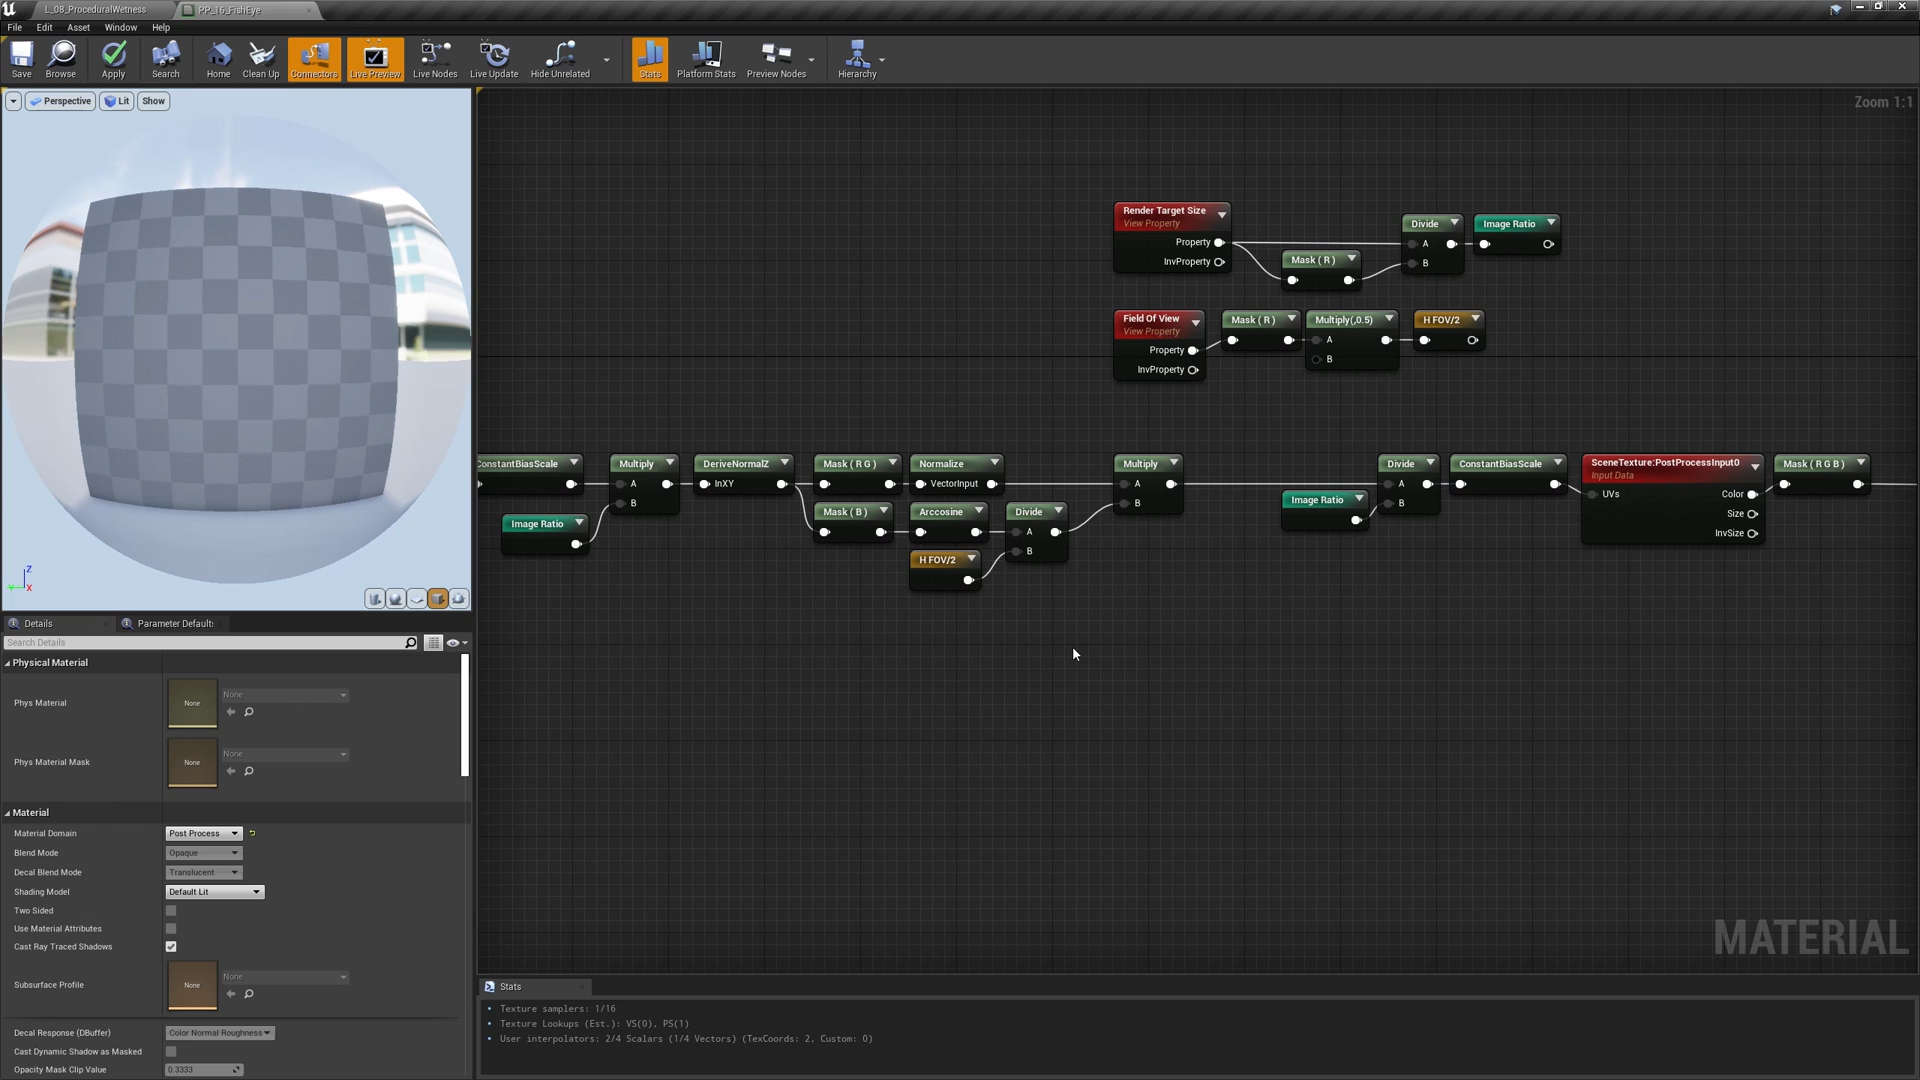 L_08_ProceduralWetness
PP_16_FishEye
File Edit Asset Window Help
Save Browse Apply Search Home Clean Up Connectors Live Preview Live Nodes Live Update Hide Unrelated Stats Platform Stats Preview Nodes Hierarchy
Perspective Lit Show
Zoom 1:1
Render Target Size
View Property
Property
InvProperty
Mask ( R )
Divide
A
B
Image Ratio
Field Of View
View Property
Property
InvProperty
Mask ( R )
Multiply(,0.5)
A
B
H FOV/2
ConstantBiasScale
Image Ratio
Multiply
A
B
DeriveNormalZ
InXY
Mask ( R G )
Normalize
VectorInput
Mask ( B )
Arccosine
H FOV/2
Divide
A
B
Multiply
A
B
Image Ratio
Divide
A
B
ConstantBiasScale
SceneTexture:PostProcessInput0
Input Data
UVs
Color
Size
InvSize
Mask ( R G B )
Z
X
MATERIAL
Details
Parameter Defaults
Search Details
Physical Material
Phys Material
None
None
Phys Material Mask
None
None
Material
Material Domain Post Process
Blend Mode Opaque
Decal Blend Mode Translucent
Shading Model Default Lit
Two Sided
Use Material Attributes
Cast Ray Traced Shadows
Subsurface Profile
None
None
Decal Response (DBuffer) Color Normal Roughness
Cast Dynamic Shadow as Masked
Opacity Mask Clip Value 0.3333
Stats
Texture samplers: 1/16
Texture Lookups (Est.): VS(0), PS(1)
User interpolators: 2/4 Scalars (1/4 Vectors) (TexCoords: 2, Custom: 0)